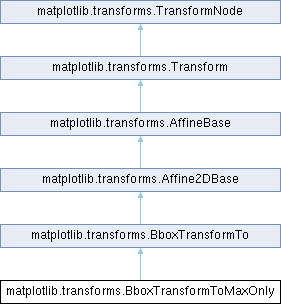 matplotlib.transforms.TransformNode
matplotlib.transforms.Transform
matplotlib.transforms.AffineBase
matplotlib.transforms.Affine2DBase
matplotlib.transforms.BboxTransformTo
matplotlib.transforms.BboxTransformToMaxOnly